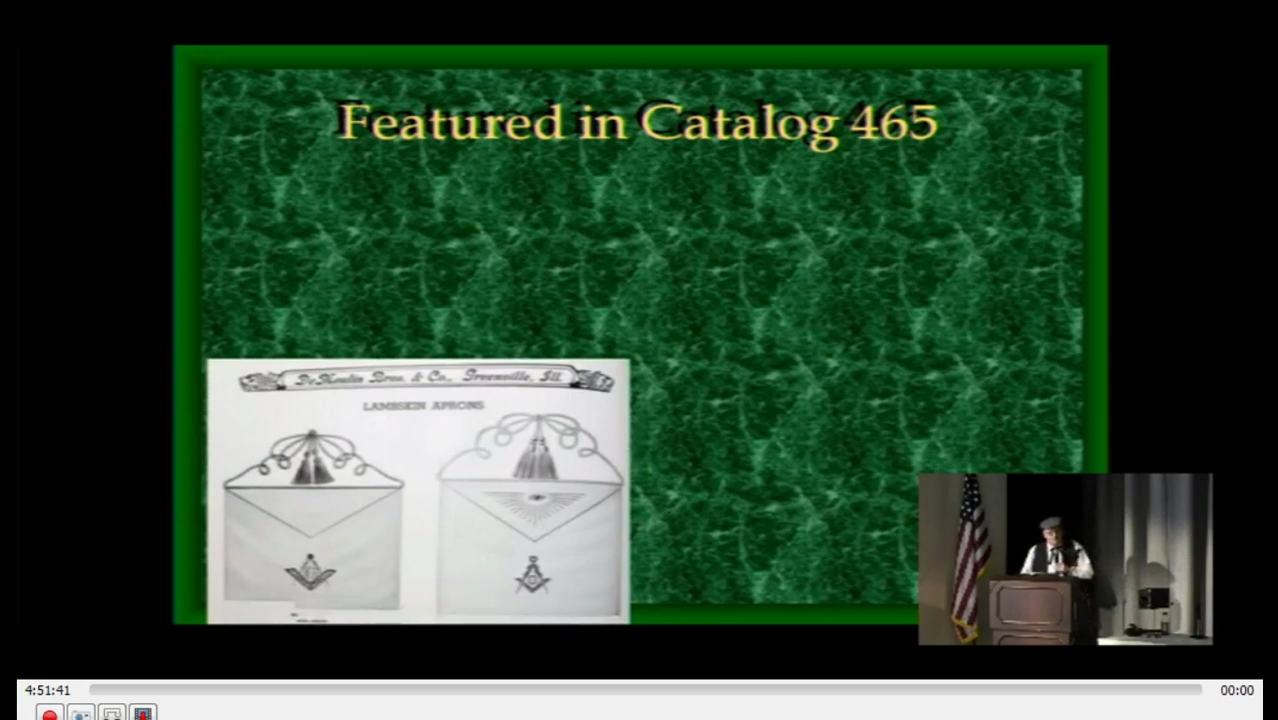 Featured in Catalog 465
DeMoulin Bros. & Co., Greenville, Ill.
LAMBSKIN APRONS
4:51:41
00:00